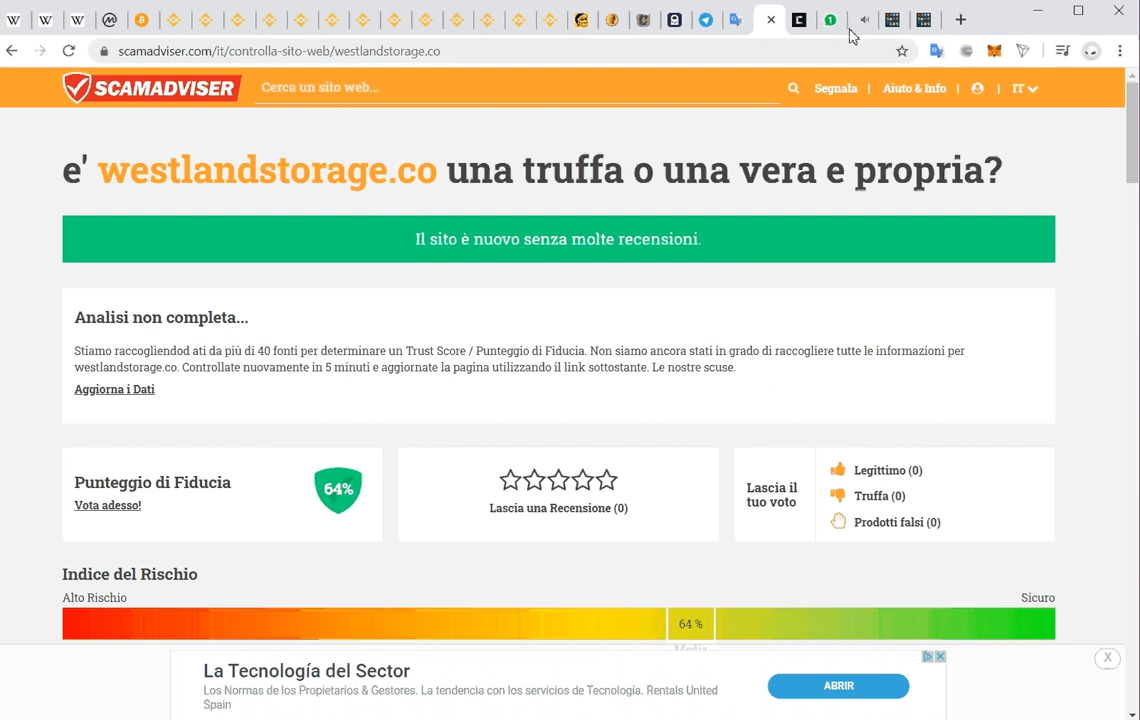 scamadviser.com/it/controlla-sito-web/westlandstorage.co
SCAMADVISER
Cerca un sito web...
Segnala | Aiuto & Info | | IT
e' westlandstorage.co una truffa o una vera e propria?
Il sito è nuovo senza molte recensioni.
Analisi non completa...
Stiamo raccogliendod ati da più di 40 fonti per determinare un Trust Score / Punteggio di Fiducia. Non siamo ancora stati in grado di raccogliere tutte le informazioni per
westlandstorage.co. Controllate nuovamente in 5 minuti e aggiornate la pagina utilizzando il link sottostante. Le nostre scuse.
Aggiorna i Dati
Punteggio di Fiducia
Vota adesso!
64%
Lascia una Recensione (0)
Lascia il
tuo voto
Legittimo (0)
Truffa (0)
Prodotti falsi (0)
Indice del Rischio
Alto Rischio
Sicuro
64 %
Media
La Tecnología del Sector
Los Normas de los Propietarios & Gestores. La tendencia con los servicios de Tecnología. Rentals United
Spain
ABRIR
X